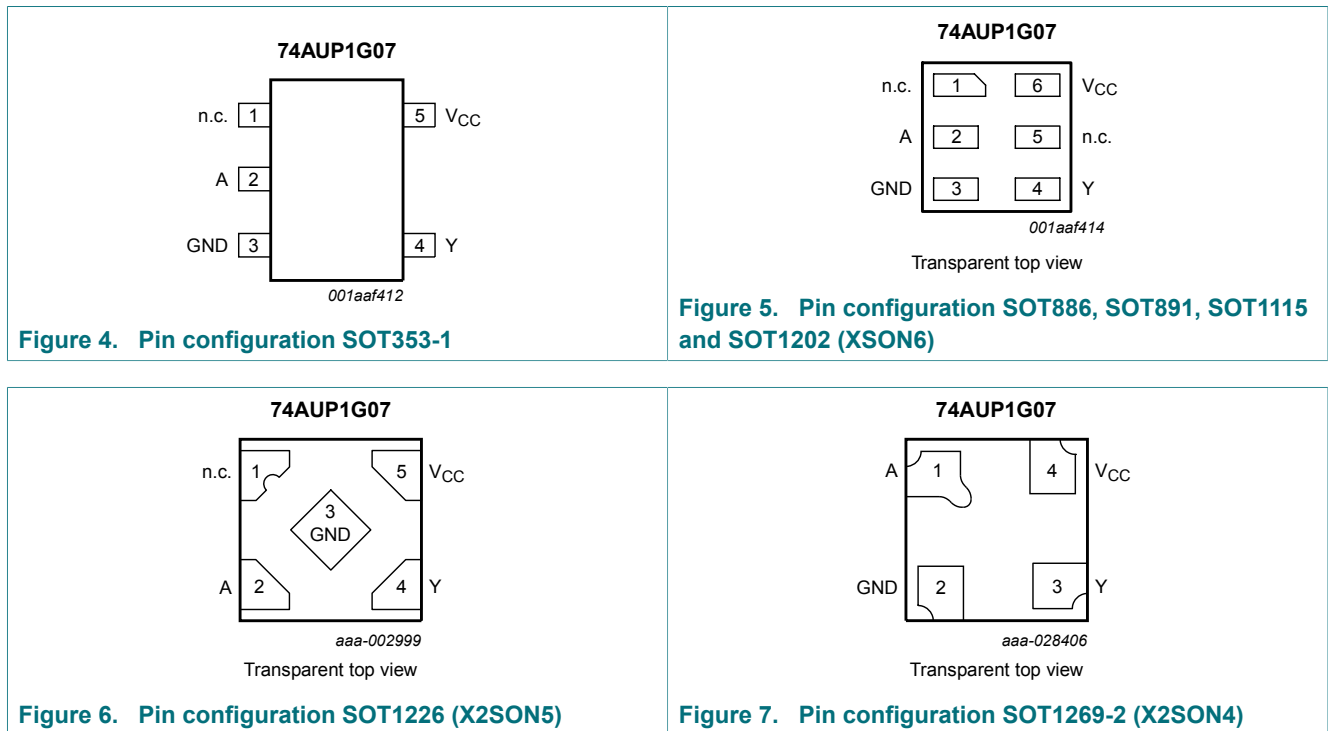 74AUP1G07
n.c. 1
5 VCC
A 2
GND 3
4 Y
001aaf412
Figure 4. Pin configuration SOT353-1
74AUP1G07
n.c. 1 6 VCC
A 2 5 n.c.
GND 3 4 Y
001aaf414
Transparent top view
Figure 5. Pin configuration SOT886, SOT891, SOT1115
and SOT1202 (XSON6)
74AUP1G07
n.c. 1 5 VCC
3
GND
A 2 4 Y
aaa-002999
Transparent top view
Figure 6. Pin configuration SOT1226 (X2SON5)
74AUP1G07
A 1 4 VCC
GND 2 3 Y
aaa-028406
Transparent top view
Figure 7. Pin configuration SOT1269-2 (X2SON4)